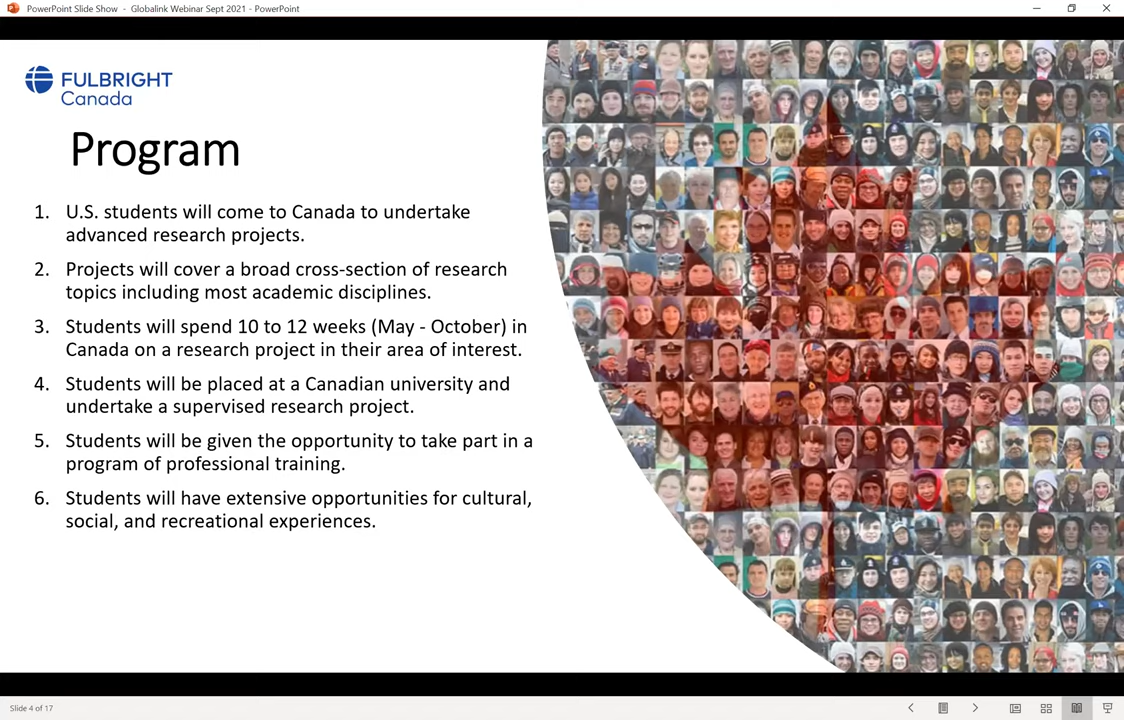 PowerPoint Slide Show - Globalink Webinar Sept 2021 - PowerPoint
FULBRIGHT
Canada
Program
1. U.S. students will come to Canada to undertake
advanced research projects.
2. Projects will cover a broad cross-section of research
topics including most academic disciplines.
3. Students will spend 10 to 12 weeks (May - October) in
Canada on a research project in their area of interest.
4. Students will be placed at a Canadian university and
undertake a supervised research project.
5. Students will be given the opportunity to take part in a
program of professional training.
6. Students will have extensive opportunities for cultural,
social, and recreational experiences.
Slide 4 of 17